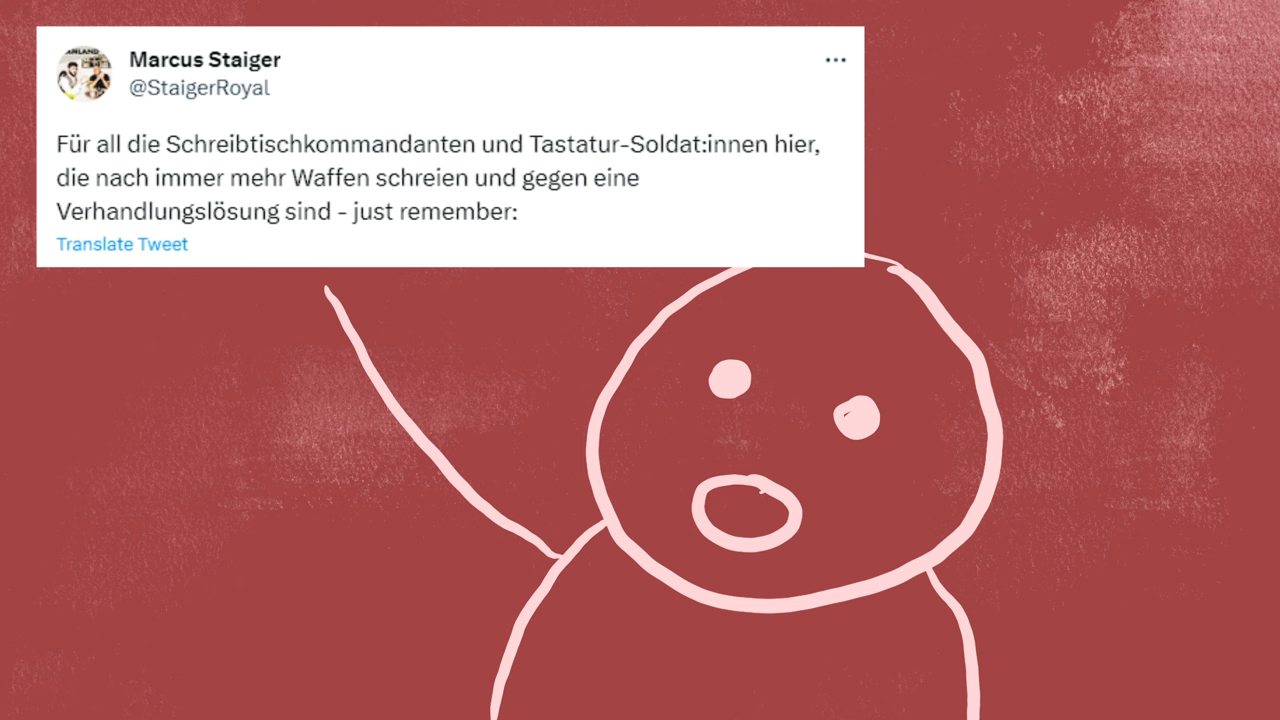 Marcus Staiger
@StaigerRoyal
Für all die Schreibtischkommandanten und Tastatur-Soldat:innen hier,
die nach immer mehr Waffen schreien und gegen eine
Verhandlungslösung sind - just remember:
Translate Tweet